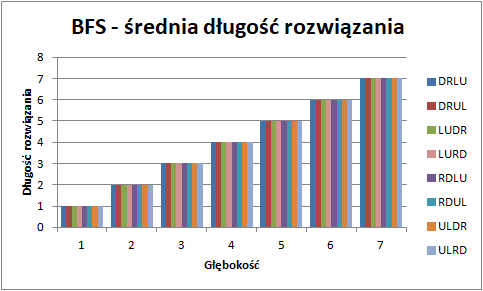 BFS - średnia długość rozwiązania
Długość rozwiązania
8
7
6
5
4
3
2
1
0
1 2 3 4 5 6 7
Głębokość
DRLU
DRUL
LUDR
LURD
RDLU
RDUL
ULDR
ULRD